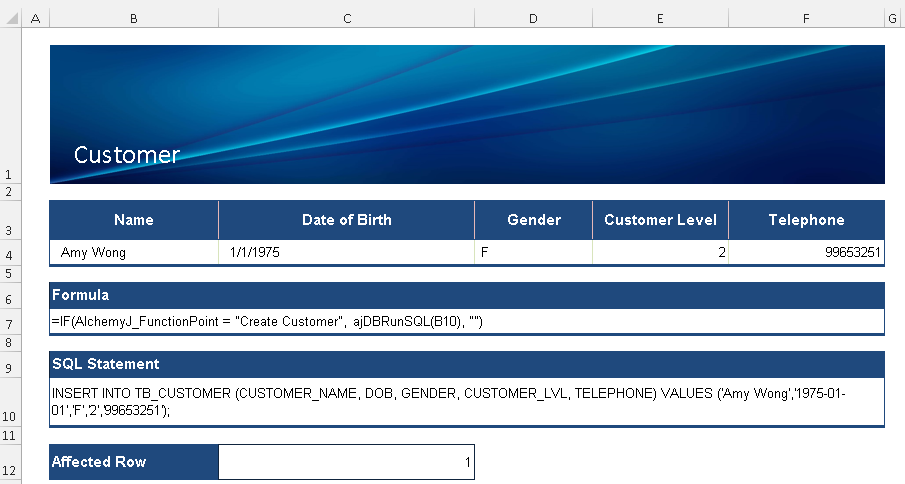 A B C D E F G
1
Customer
2
3 Name Date of Birth Gender Customer Level Telephone
4 Amy Wong 1/1/1975 F 2 99653251
5
6 Formula
7 =IF(AlchemyJ_FunctionPoint = "Create Customer", ajDBRunSQL(B10), "")
8
9 SQL Statement
10 INSERT INTO TB_CUSTOMER (CUSTOMER_NAME, DOB, GENDER, CUSTOMER_LVL, TELEPHONE) VALUES ('Amy Wong','1975-01-
01','F','2','99653251');
11
12 Affected Row 1